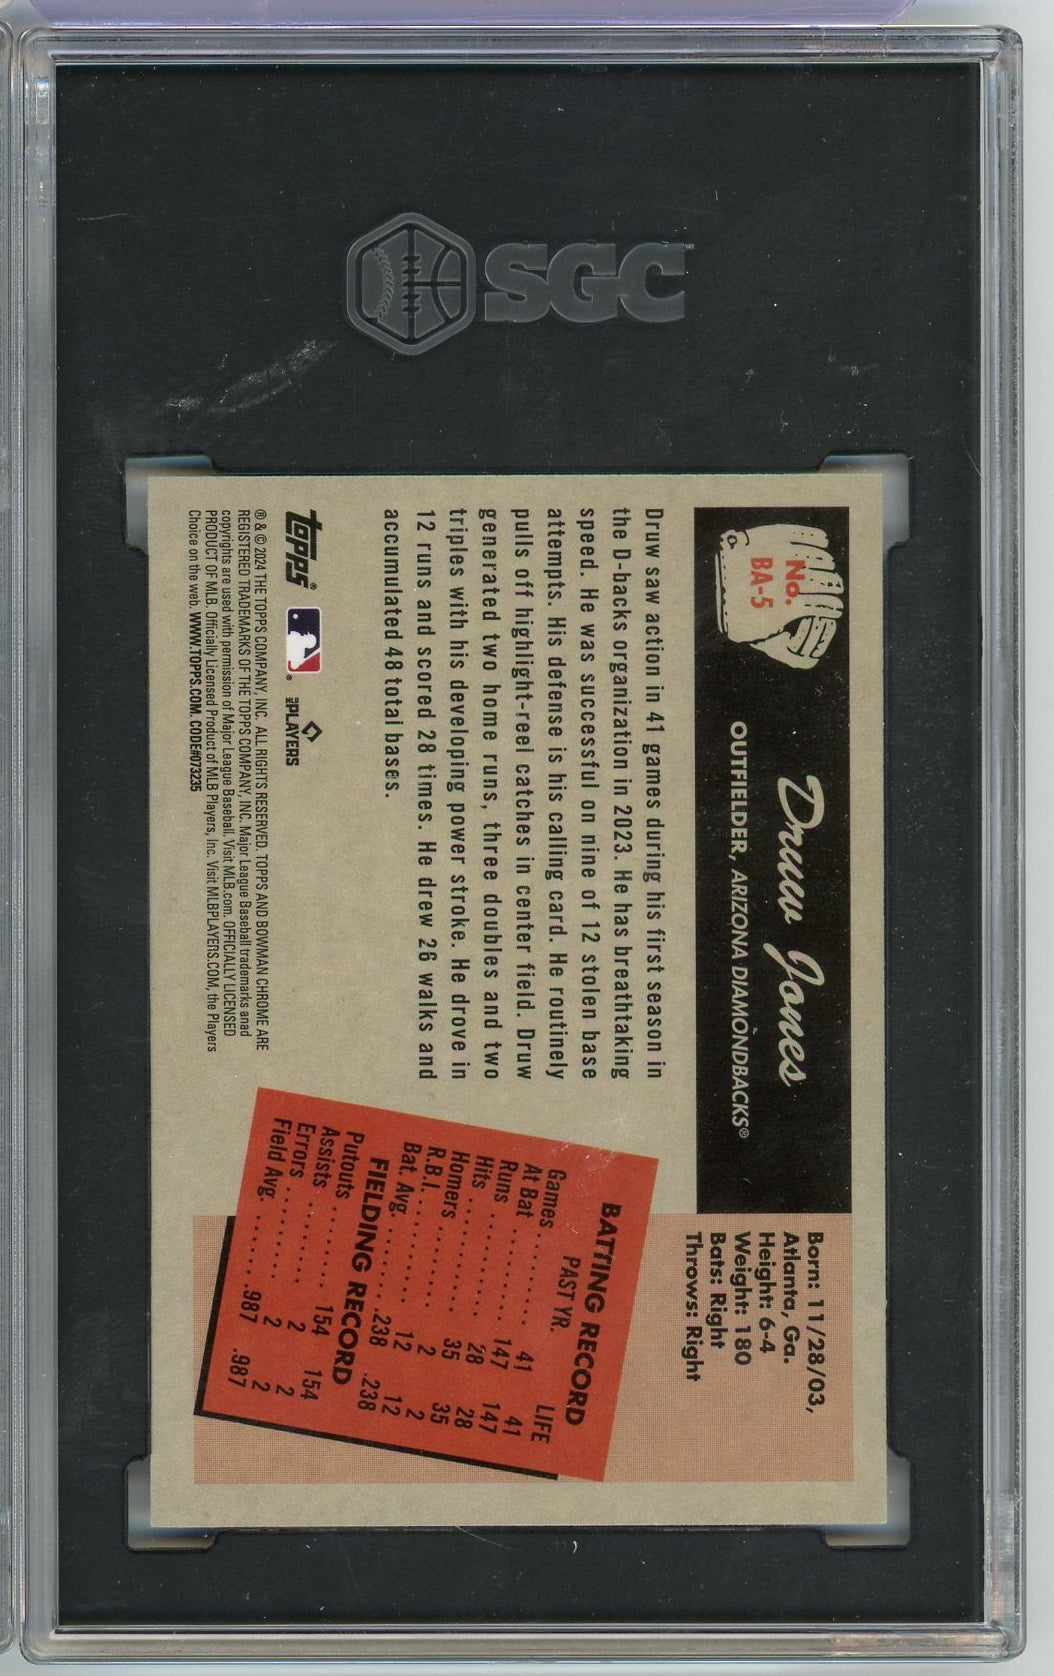 SGC
No.
BA-5
Druw Jones
OUTFIELDER, ARIZONA DIAMONDBACKS®
Born: 11/28/03,
Atlanta, Ga.
Height: 6-4
Weight: 180
Bats: Right
Throws: Right
Druw saw action in 41 games during his first season in
the D-backs organization in 2023. He has breathtaking
speed. He was successful on nine of 12 stolen base
attempts. His defense is his calling card. He routinely
pulls off highlight-reel catches in center field. Druw
generated two home runs, three doubles and two
triples with his developing power stroke. He drove in
12 runs and scored 28 times. He drew 26 walks and
accumulated 48 total bases.
BATTING RECORD
PAST YR. LIFE
Games . . . . . . . . 41 41
At Bat . . . . . . . . 147 147
Runs . . . . . . . . . 28 28
Hits . . . . . . . . . 35 35
Homers . . . . . . . . 2 2
R.B.I. . . . . . . . . 12 12
Bat. Avg. . . . . . . .238 .238
FIELDING RECORD
Putouts . . . . . . . 154 154
Assists . . . . . . . 2 2
Errors . . . . . . . . 2 2
Field Avg. . . . . . . .987 .987
Topps®
MLB PLAYERS
® & © 2024 THE TOPPS COMPANY, INC. ALL RIGHTS RESERVED. TOPPS AND BOWMAN CHROME ARE
REGISTERED TRADEMARKS OF THE TOPPS COMPANY, INC. Major League Baseball trademarks anad
copyrights are used with permission of Major League Baseball. Visit MLB.com. OFFICIALLY LICENSED
PRODUCT OF MLB. Officially Licensed Product of MLB Players, Inc. Visit MLBPLAYERS.COM, the Players
Choice on the web. WWW.TOPPS.COM. CODE#073235